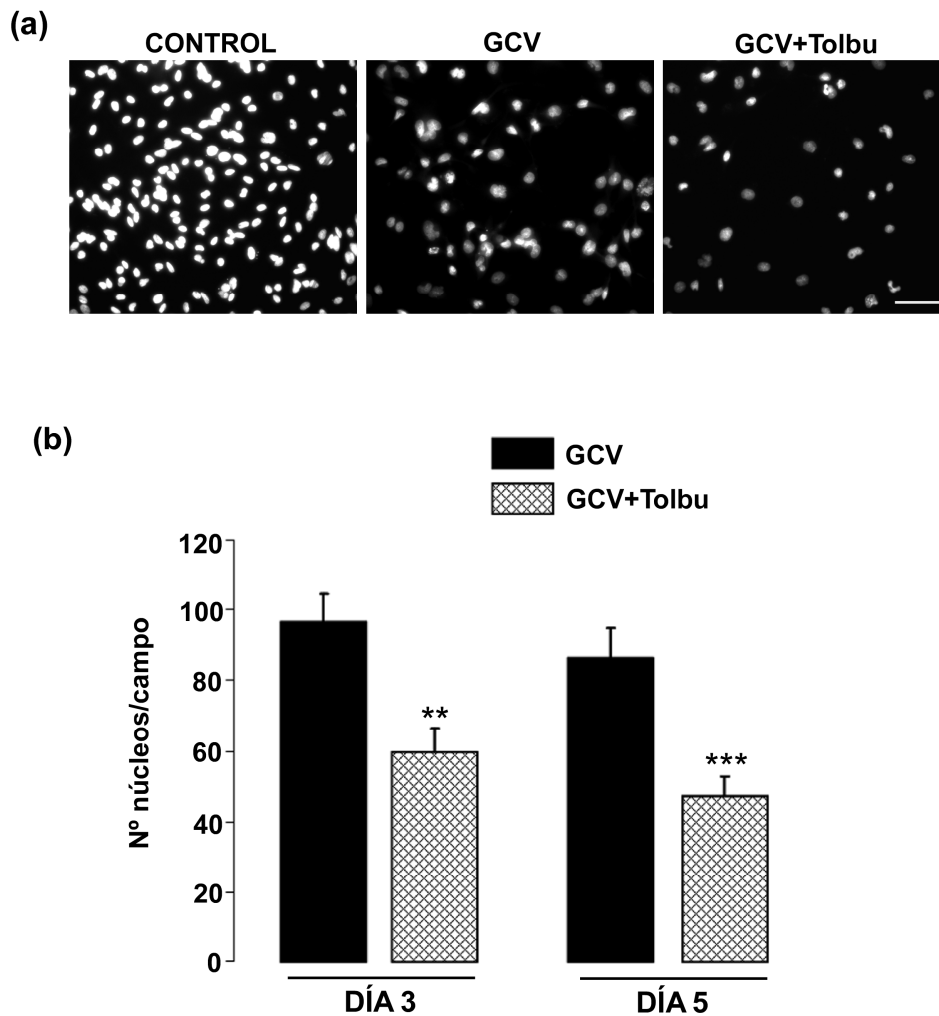 (a)
CONTROL GCV GCV+Tolbu
(b)
GCV
GCV+Tolbu
Nº núcleos/campo
120
100
80
60
40
20
0
**
***
DÍA 3 DÍA 5